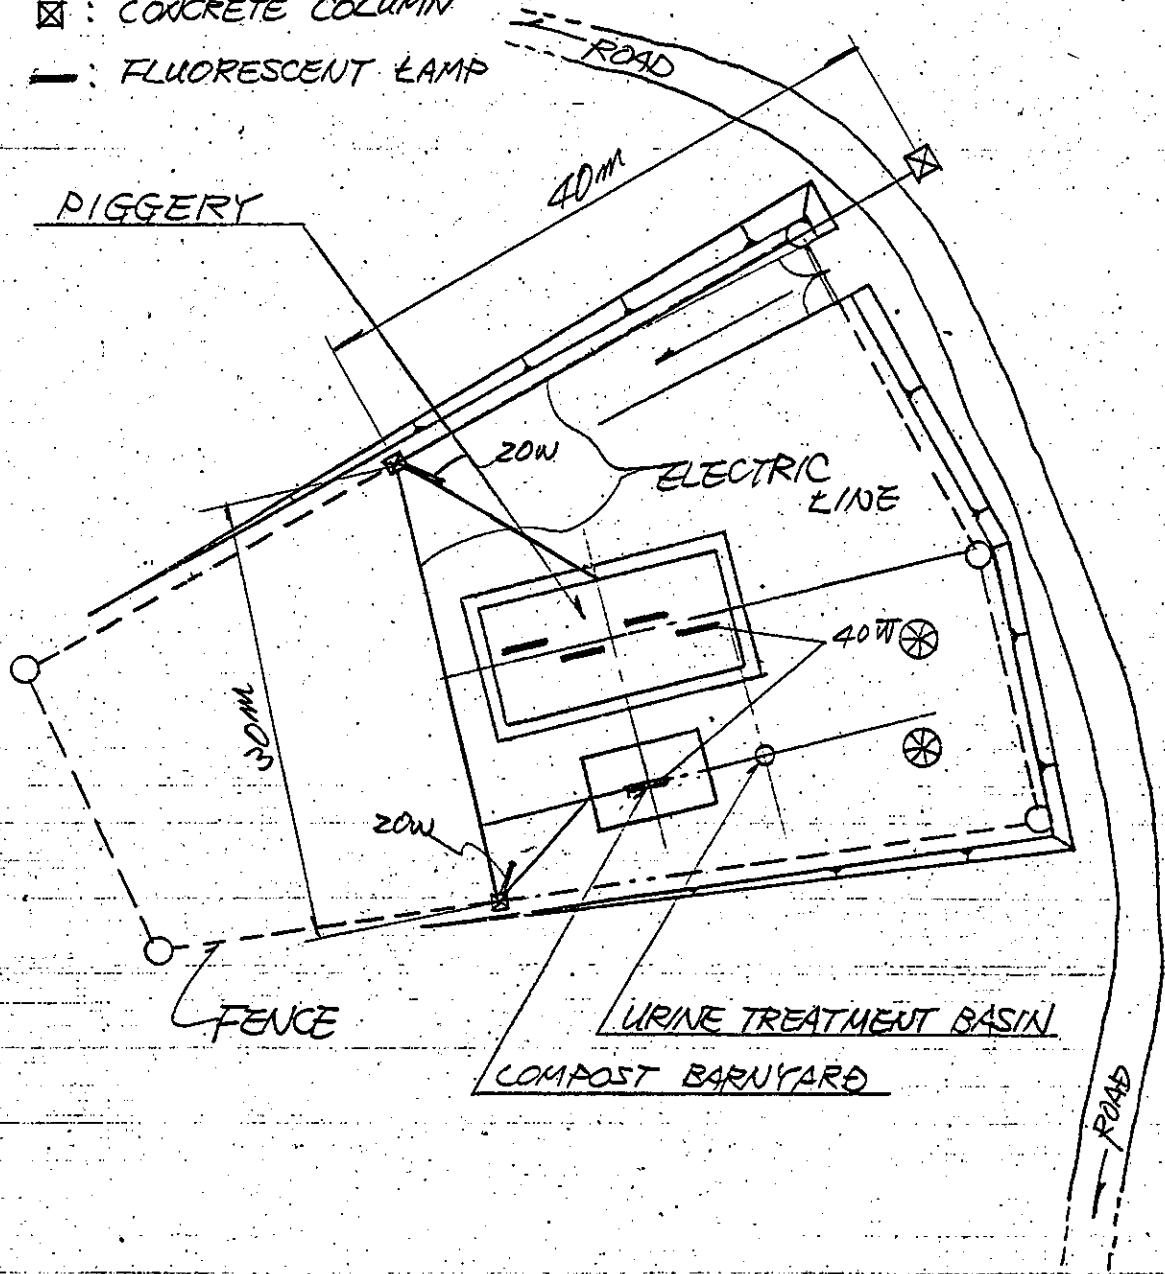 : CONCRETE COLUMN
: FLUORESCENT LAMP
ROAD
40m
PIGGERY
20W
ELECTRIC
LINE
40W
30m
20W
FENCE
URINE TREATMENT BASIN
COMPOST BARNYARD
ROAD